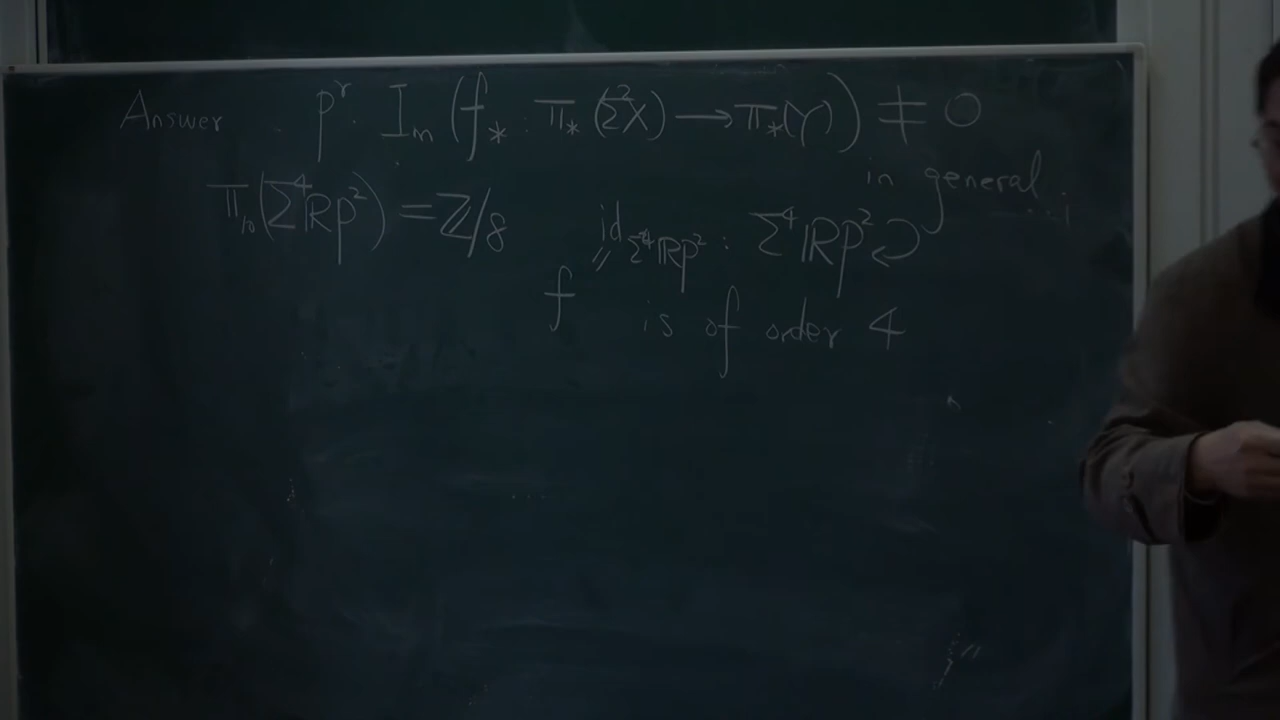 Answer p^r · Im (f_* : π_*(Σ²X) → π_*(Y)) ≠ 0
in general
π_10(Σ⁴RP²) = Z/8 id_{Σ⁴RP²} : Σ⁴RP² ⤾
f is of order 4